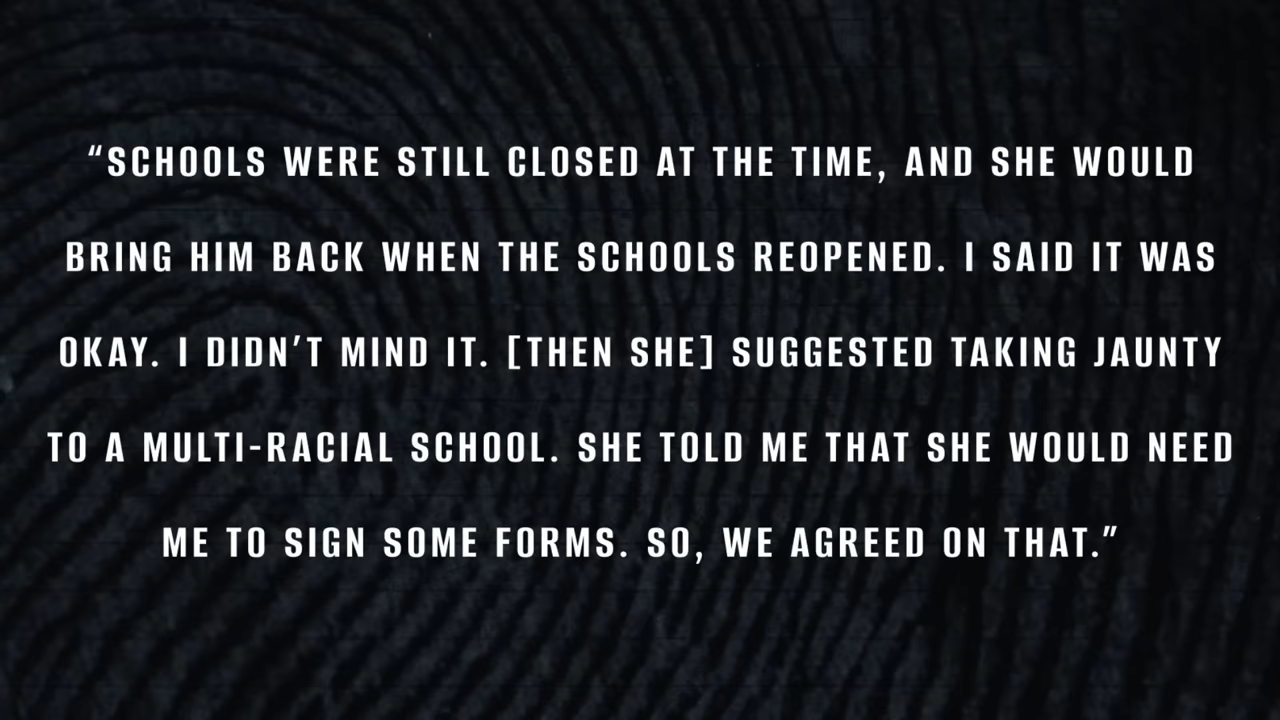 “SCHOOLS WERE STILL CLOSED AT THE TIME, AND SHE WOULD
BRING HIM BACK WHEN THE SCHOOLS REOPENED. I SAID IT WAS
OKAY. I DIDN’T MIND IT. [THEN SHE] SUGGESTED TAKING JAUNTY
TO A MULTI-RACIAL SCHOOL. SHE TOLD ME THAT SHE WOULD NEED
ME TO SIGN SOME FORMS. SO, WE AGREED ON THAT.”